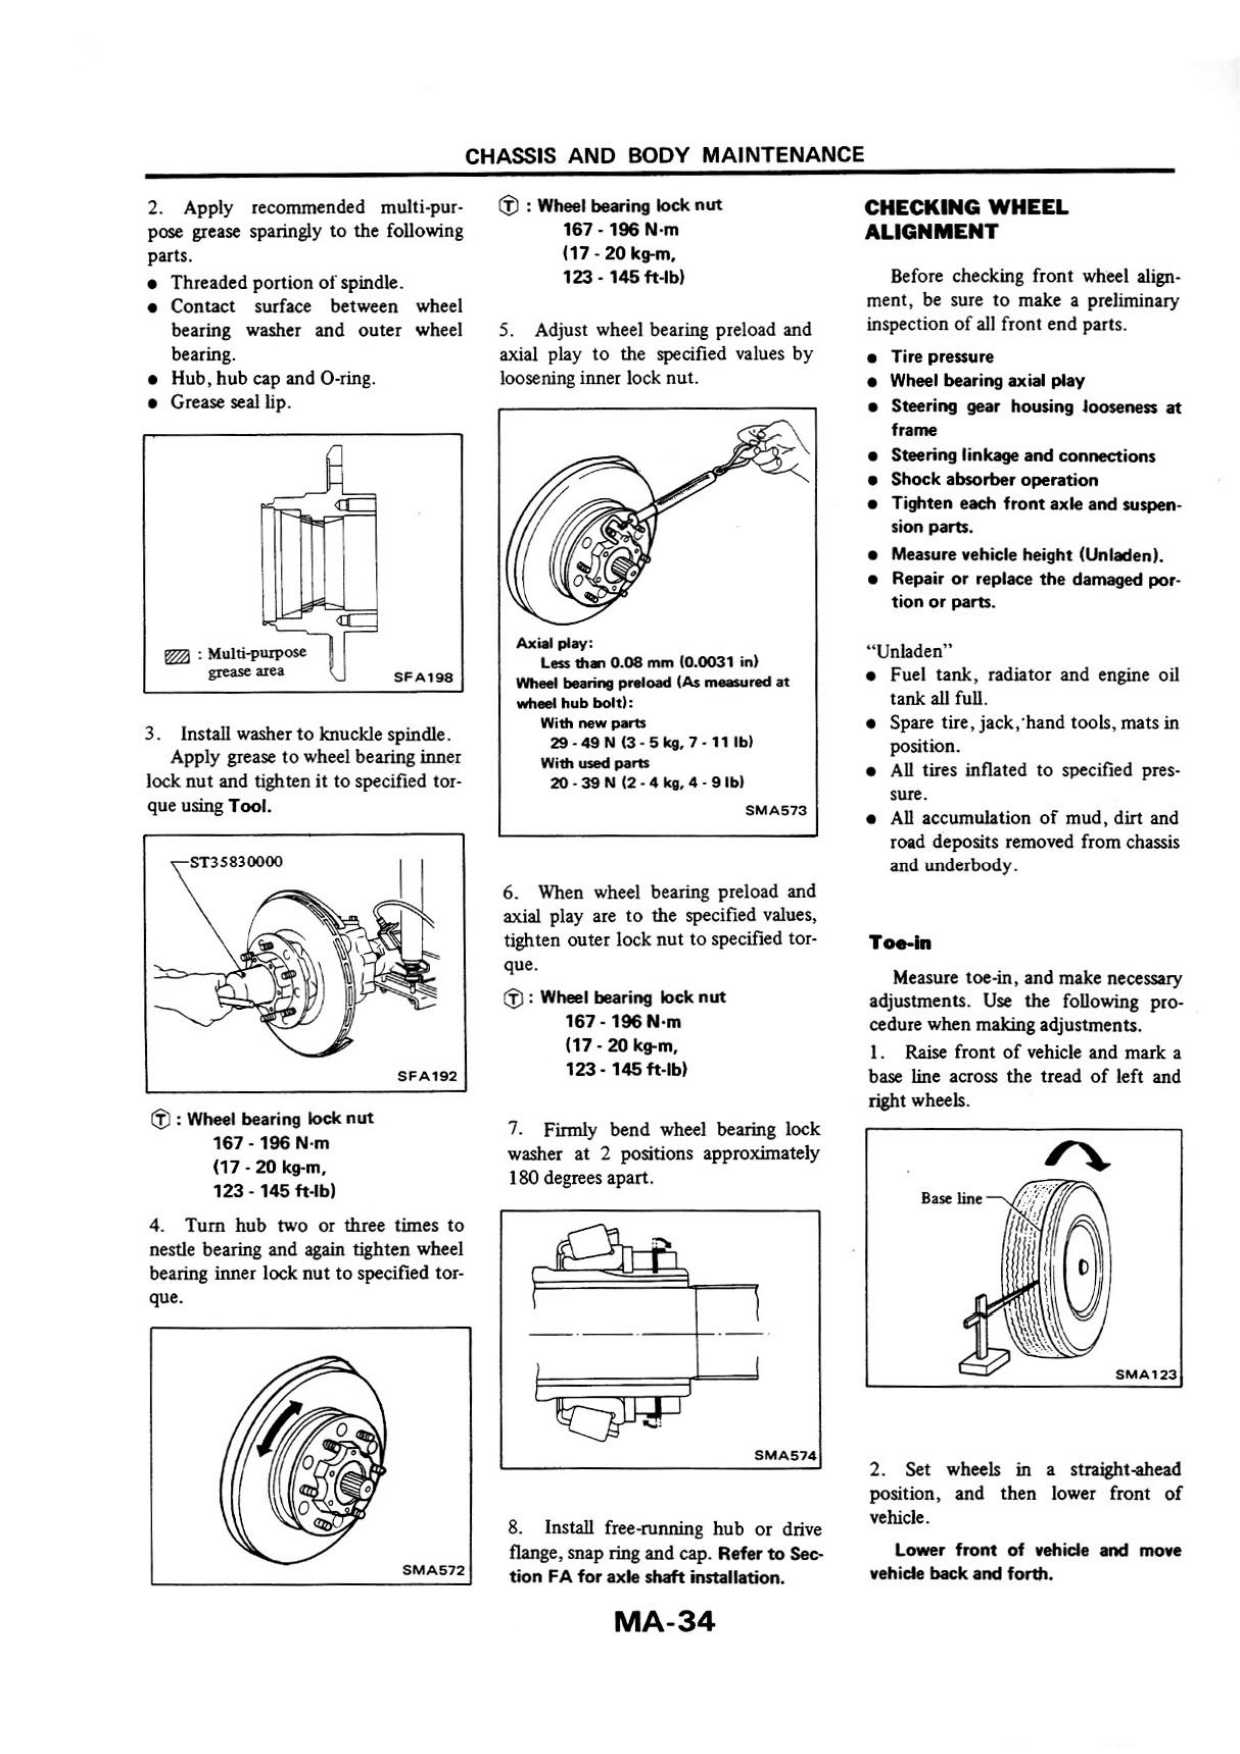 CHASSIS AND BODY MAINTENANCE
2. Apply recommended multi-pur-
pose grease sparingly to the following
parts.
● Threaded portion of spindle.
● Contact surface between wheel
bearing washer and outer wheel
bearing.
● Hub, hub cap and O-ring.
● Grease seal lip.
: Multi-purpose
grease area
SFA198
3. Install washer to knuckle spindle.
Apply grease to wheel bearing inner
lock nut and tighten it to specified tor-
que using Tool.
ST35830000
SFA192
Ⓣ : Wheel bearing lock nut
167 - 196 N·m
(17 - 20 kg-m,
123 - 145 ft-lb)
4. Turn hub two or three times to
nestle bearing and again tighten wheel
bearing inner lock nut to specified tor-
que.
SMA572
Ⓣ : Wheel bearing lock nut
167 - 196 N·m
(17 - 20 kg-m,
123 - 145 ft-lb)
5. Adjust wheel bearing preload and
axial play to the specified values by
loosening inner lock nut.
Axial play:
Less than 0.08 mm (0.0031 in)
Wheel bearing preload (As measured at
wheel hub bolt):
With new parts
29 - 49 N (3 - 5 kg, 7 - 11 lb)
With used parts
20 - 39 N (2 - 4 kg, 4 - 9 lb)
SMA573
6. When wheel bearing preload and
axial play are to the specified values,
tighten outer lock nut to specified tor-
que.
Ⓣ : Wheel bearing lock nut
167 - 196 N·m
(17 - 20 kg-m,
123 - 145 ft-lb)
7. Firmly bend wheel bearing lock
washer at 2 positions approximately
180 degrees apart.
SMA574
8. Install free-running hub or drive
flange, snap ring and cap. Refer to Sec-
tion FA for axle shaft installation.
CHECKING WHEEL
ALIGNMENT
Before checking front wheel align-
ment, be sure to make a preliminary
inspection of all front end parts.
● Tire pressure
● Wheel bearing axial play
● Steering gear housing looseness at
frame
● Steering linkage and connections
● Shock absorber operation
● Tighten each front axle and suspen-
sion parts.
● Measure vehicle height (Unladen).
● Repair or replace the damaged por-
tion or parts.
“Unladen”
● Fuel tank, radiator and engine oil
tank all full.
● Spare tire, jack, hand tools, mats in
position.
● All tires inflated to specified pres-
sure.
● All accumulation of mud, dirt and
road deposits removed from chassis
and underbody.
Toe-in
Measure toe-in, and make necessary
adjustments. Use the following pro-
cedure when making adjustments.
1. Raise front of vehicle and mark a
base line across the tread of left and
right wheels.
Base line
SMA123
2. Set wheels in a straight-ahead
position, and then lower front of
vehicle.
Lower front of vehicle and move
vehicle back and forth.
MA-34